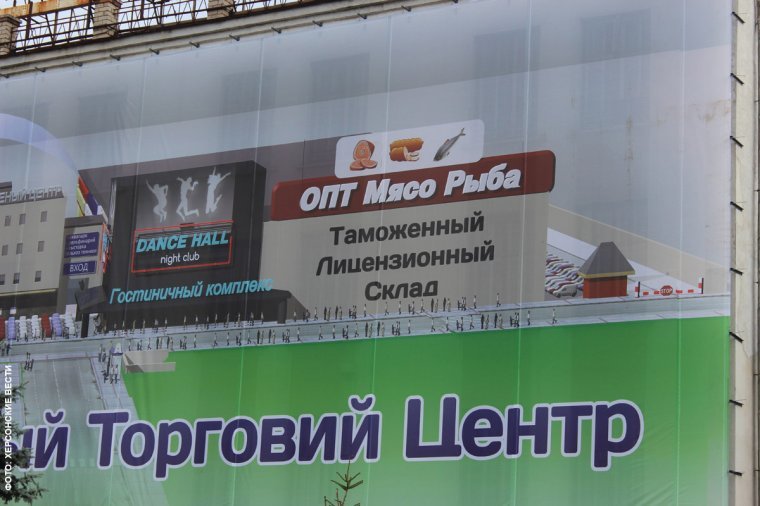 ОПТ Мясо Рыба
Таможенный
Лицензионный
Склад
DANCE HALL
night club
Гостиничный комплекс
ВХОД
STOP
ий Торговий Центр
ФОТО: ХЕРСОНСКИЕ ВЕСТИ